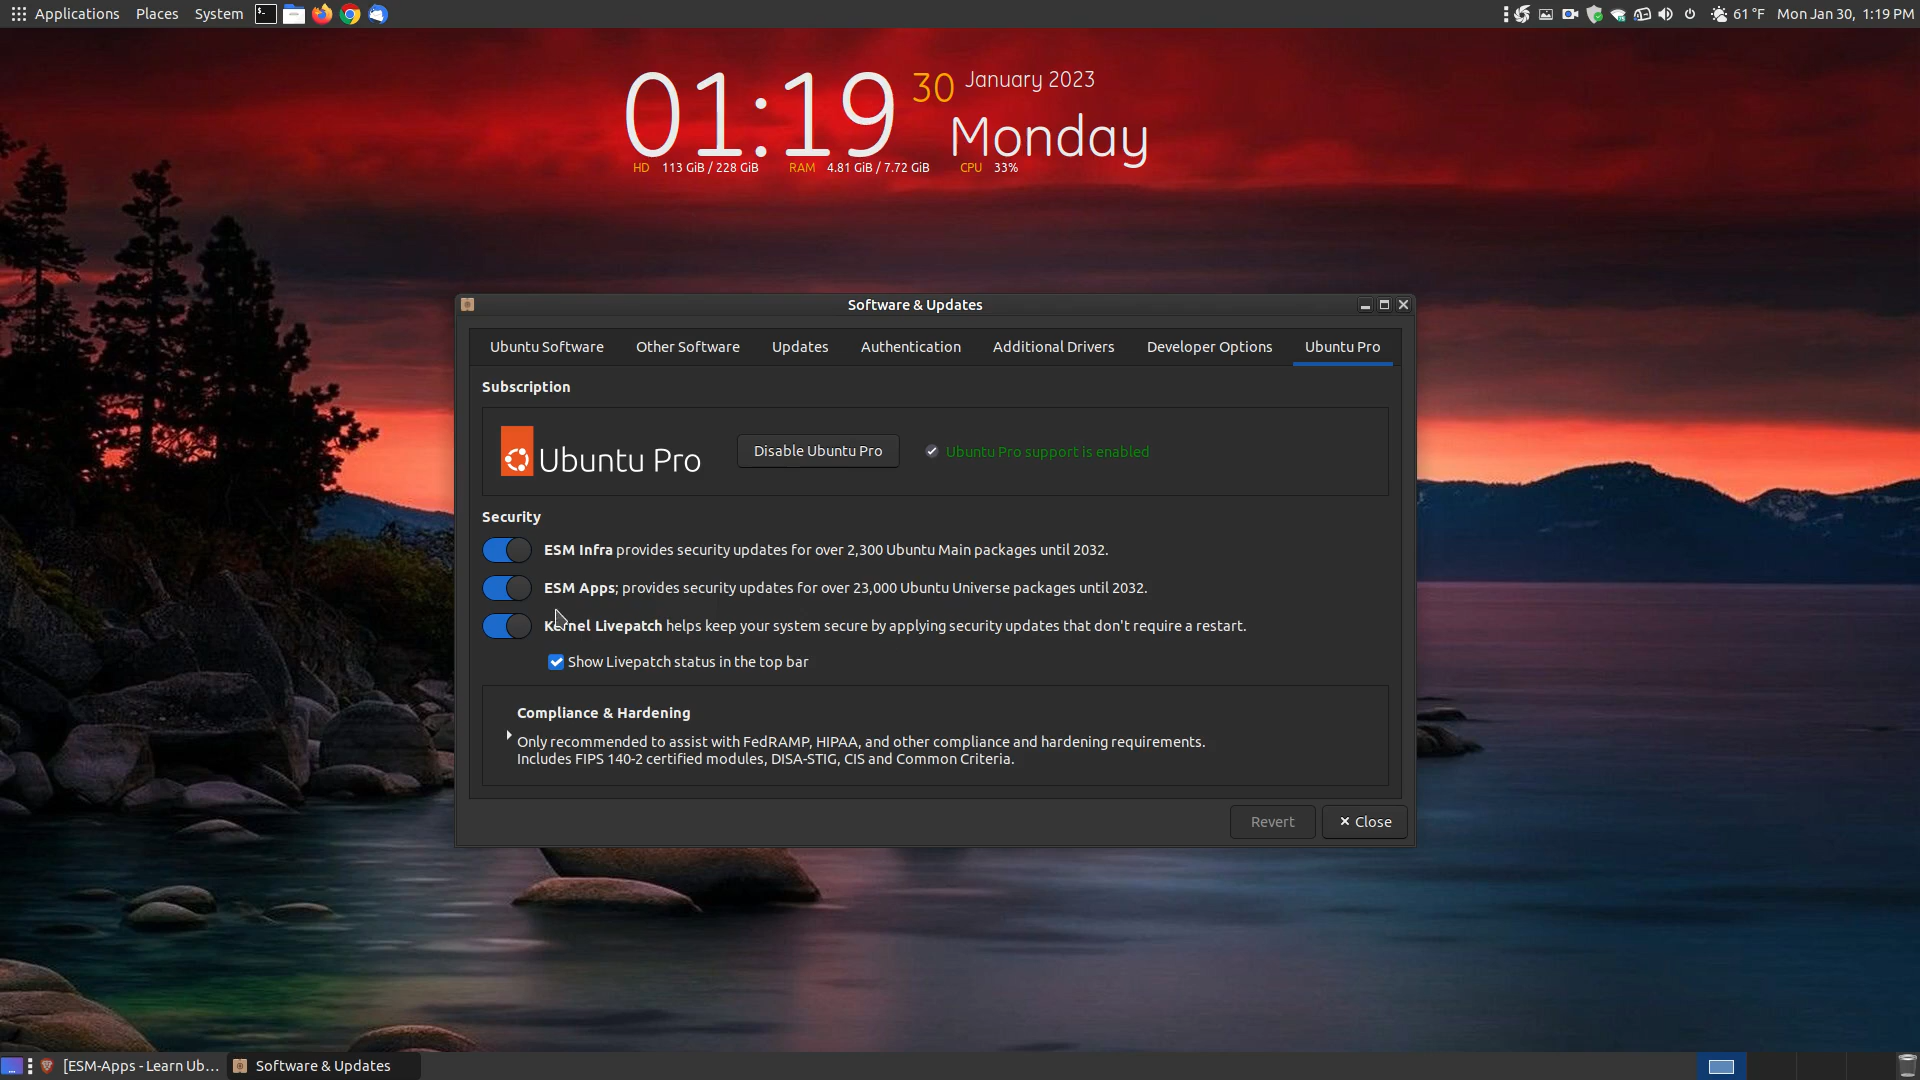 Applications Places System 61 °F Mon Jan 30, 1:19 PM
01:19 30 January 2023
Monday
HD 113 GiB / 228 GiB RAM 4.81 GiB / 7.72 GiB CPU 33%
Software & Updates
Ubuntu Software Other Software Updates Authentication Additional Drivers Developer Options Ubuntu Pro
Subscription
Ubuntu Pro Disable Ubuntu Pro Ubuntu Pro support is enabled
Security
ESM Infra provides security updates for over 2,300 Ubuntu Main packages until 2032.
ESM Apps; provides security updates for over 23,000 Ubuntu Universe packages until 2032.
Kernel Livepatch helps keep your system secure by applying security updates that don't require a restart.
Show Livepatch status in the top bar
Compliance & Hardening
Only recommended to assist with FedRAMP, HIPAA, and other compliance and hardening requirements.
Includes FIPS 140-2 certified modules, DISA-STIG, CIS and Common Criteria.
Revert Close
[ESM-Apps - Learn Ub... Software & Updates